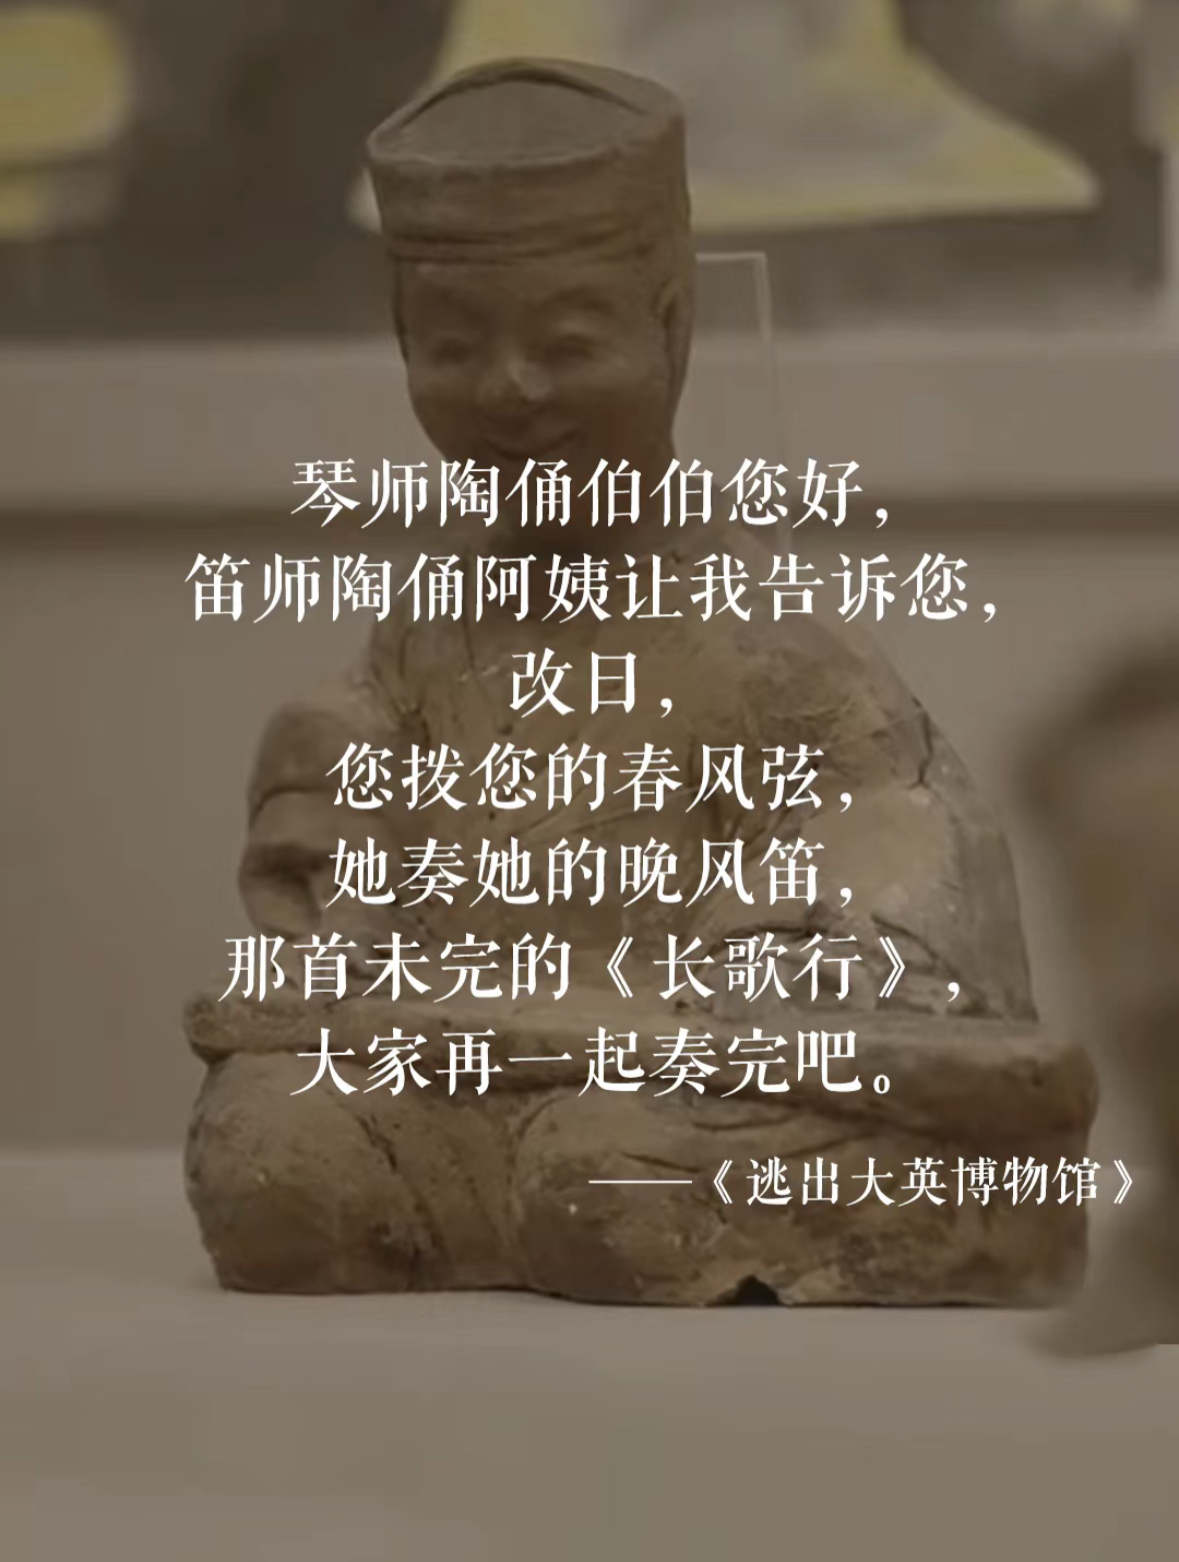 琴师陶俑伯伯您好，
笛师陶俑阿姨让我告诉您，
改日，
您拨您的春风弦，
她奏她的晚风笛，
那首未完的《长歌行》，
大家再一起奏完吧。
——《逃出大英博物馆》